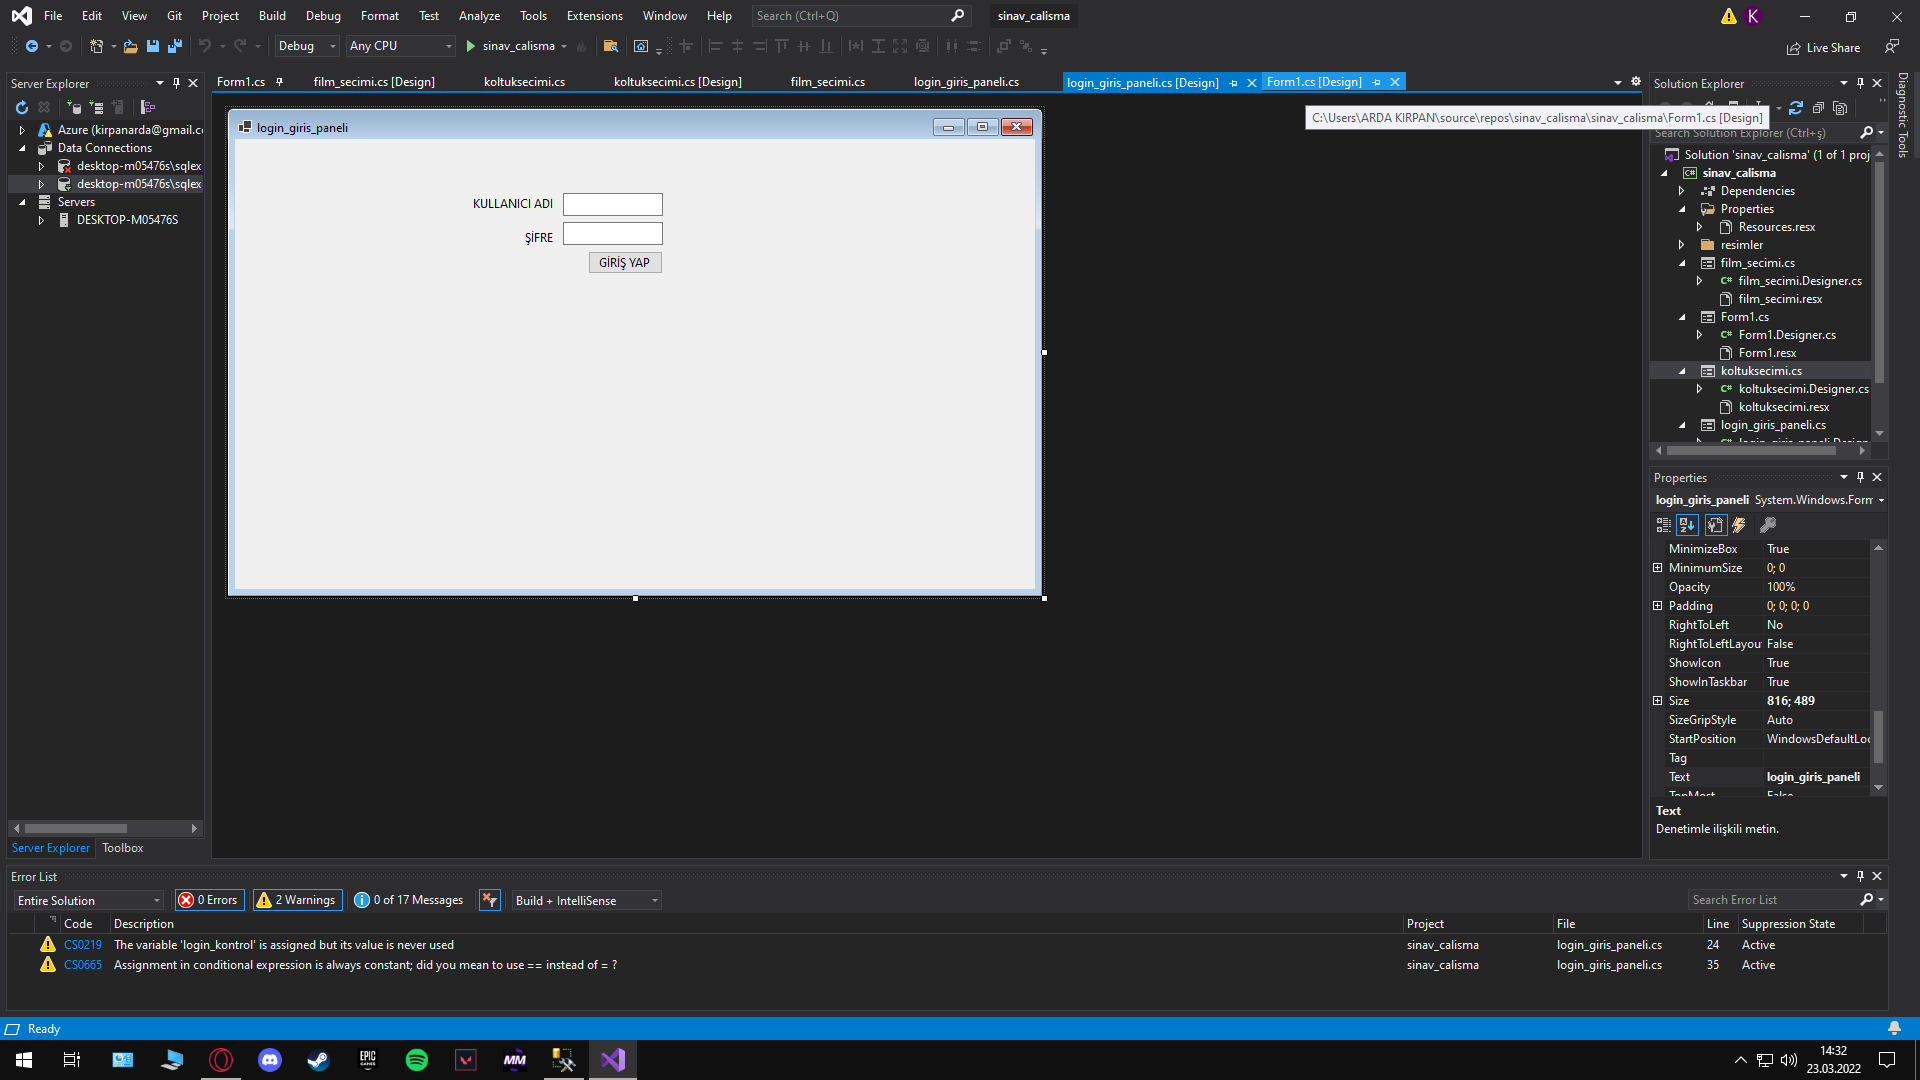 File Edit View Git Project Build Debug Format Test Analyze Tools Extensions Window Help Search (Ctrl+Q) sinav_calisma K
Debug Any CPU sinav_calisma Live Share
Server Explorer
Form1.cs film_secimi.cs [Design] koltuksecimi.cs koltuksecimi.cs [Design] film_secimi.cs login_giris_paneli.cs login_giris_paneli.cs [Design] Form1.cs [Design]
C:\Users\ARDA KIRPAN\source\repos\sinav_calisma\sinav_calisma\Form1.cs [Design]
Azure (kirpanarda@gmail.c
Data Connections
desktop-m05476s\sqlex
desktop-m05476s\sqlex
Servers
DESKTOP-M05476S
Server Explorer Toolbox
login_giris_paneli
KULLANICI ADI
ŞİFRE
GİRİŞ YAP
Diagnostic Tools
Solution Explorer
Search Solution Explorer (Ctrl+ş)
Solution 'sinav_calisma' (1 of 1 proj
sinav_calisma
Dependencies
Properties
Resources.resx
resimler
film_secimi.cs
film_secimi.Designer.cs
film_secimi.resx
Form1.cs
Form1.Designer.cs
Form1.resx
koltuksecimi.cs
koltuksecimi.Designer.cs
koltuksecimi.resx
login_giris_paneli.cs
Properties
login_giris_paneli System.Windows.Form
MinimizeBox True
MinimumSize 0; 0
Opacity 100%
Padding 0; 0; 0; 0
RightToLeft No
RightToLeftLayou False
ShowIcon True
ShowInTaskbar True
Size 816; 489
SizeGripStyle Auto
StartPosition WindowsDefaultLoc
Tag
Text login_giris_paneli
TopMost False
Text
Denetimle ilişkili metin.
Error List
Entire Solution 0 Errors 2 Warnings 0 of 17 Messages Build + IntelliSense Search Error List
Code Description Project File Line Suppression State
CS0219 The variable 'login_kontrol' is assigned but its value is never used sinav_calisma login_giris_paneli.cs 24 Active
CS0665 Assignment in conditional expression is always constant; did you mean to use == instead of = ? sinav_calisma login_giris_paneli.cs 35 Active
Ready
EPIC GAMES
MM
14:32
23.03.2022